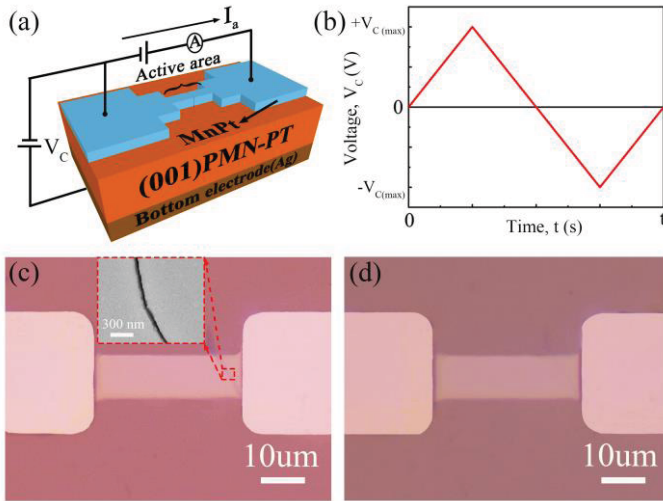 (a)
I_a
A
Active area
MnPt
V_C
(001)PMN-PT
Bottom electrode(Ag)
(b)
Voltage, V_C (V)
+V_C(max)
0
-V_C(max)
0
t
Time, t (s)
(c)
300 nm
10um
(d)
10um